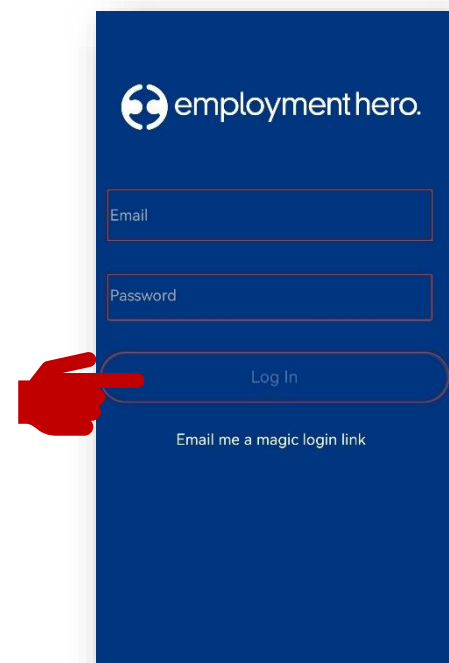 employment hero.
Email
Password
Log In
Email me a magic login link